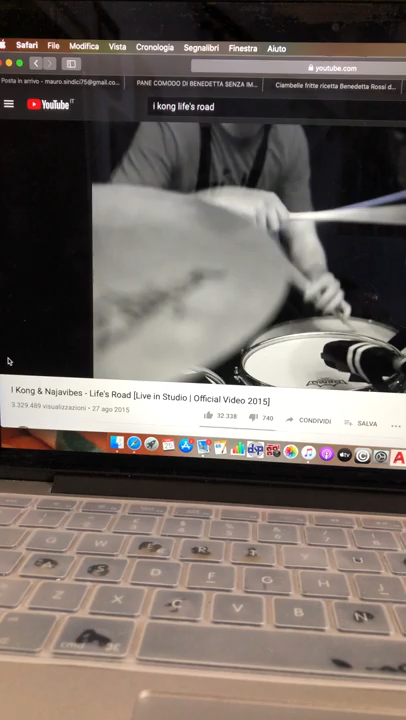 Safari File Modifica Vista Cronologia Segnalibri Finestra Aiuto
youtube.com
Posta in arrivo - mauro.sindici75@gmail.co... PANE COMODO DI BENEDETTA SENZA IM... Ciambelle fritte ricetta Benedetta Rossi d...
YouTube IT i kong life's road
I Kong & Najavibes - Life's Road [Live in Studio | Official Video 2015]
3.329.489 visualizzazioni • 27 ago 2015 32.338 740 CONDIVIDI SALVA ...
tv
W R
A S D F G H J
Z X C V B N
cmd